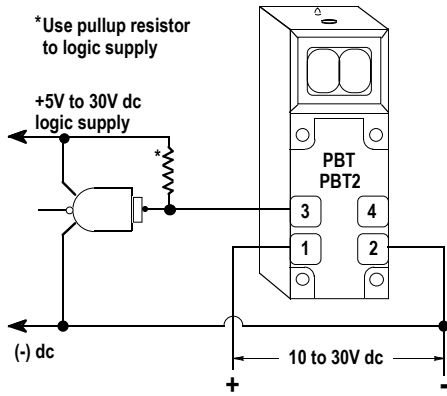 *Use pullup resistor
to logic supply
+5V to 30V dc
logic supply
*
PBT
PBT2
3 4
1 2
(-) dc
10 to 30V dc
+ -